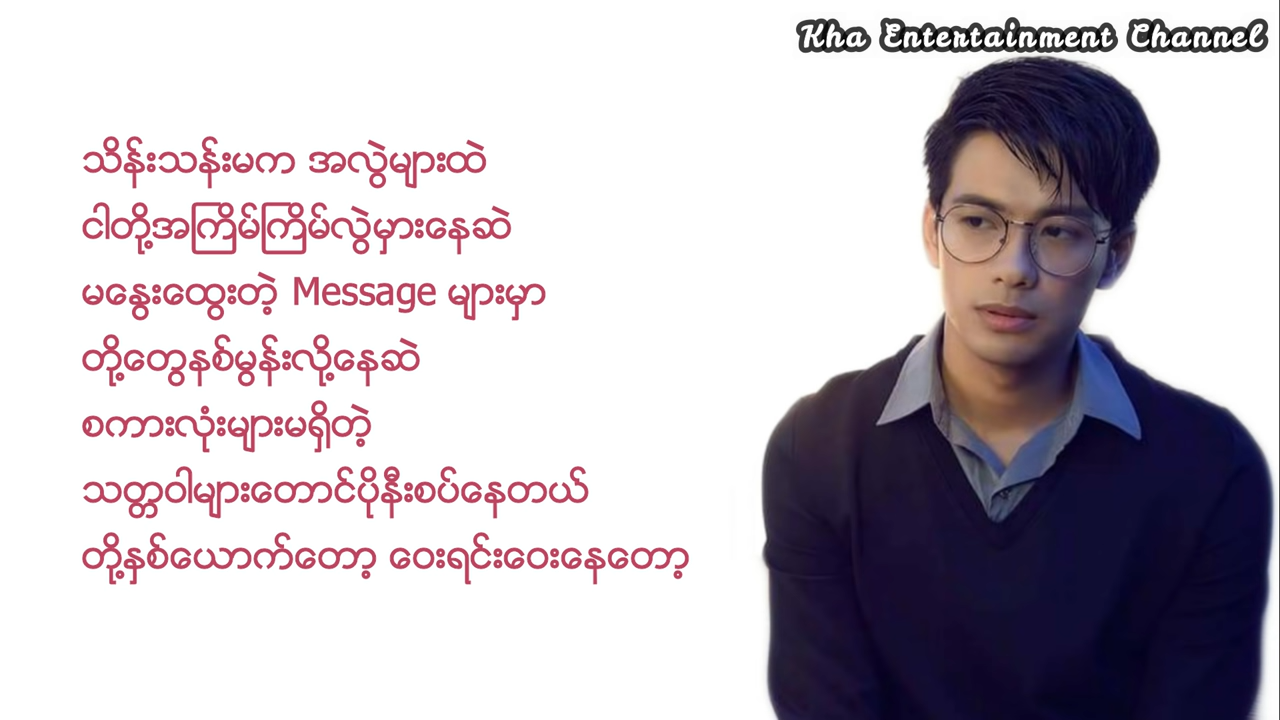 Kha Entertainment Channel
သိန်းသန်းမက အလွဲများထဲ
ငါတို့အကြိမ်ကြိမ်လွဲမှားနေဆဲ
မနွေးထွေးတဲ့ Message များမှာ
တို့တွေနစ်မွန်းလို့နေဆဲ
စကားလုံးများမရှိတဲ့
သတ္တဝါများတောင်ပိုနီးစပ်နေတယ်
တို့နှစ်ယောက်တော့ ဝေးရင်းဝေးနေတော့